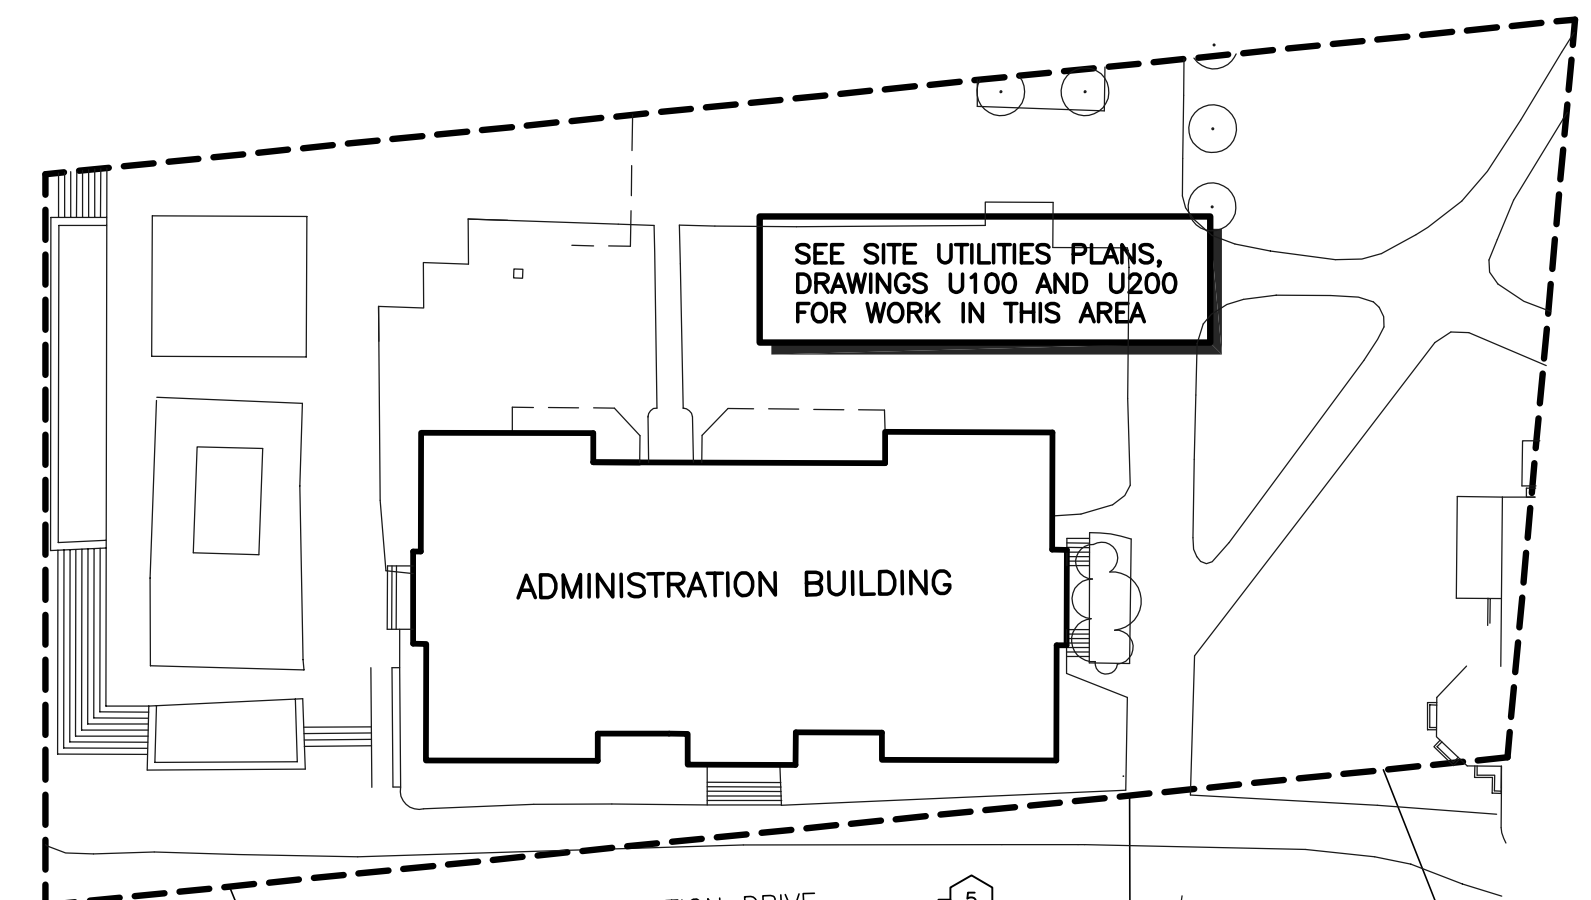 SEE SITE UTILITIES PLANS,
DRAWINGS U100 AND U200
FOR WORK IN THIS AREA
ADMINISTRATION BUILDING
DRIVE
5